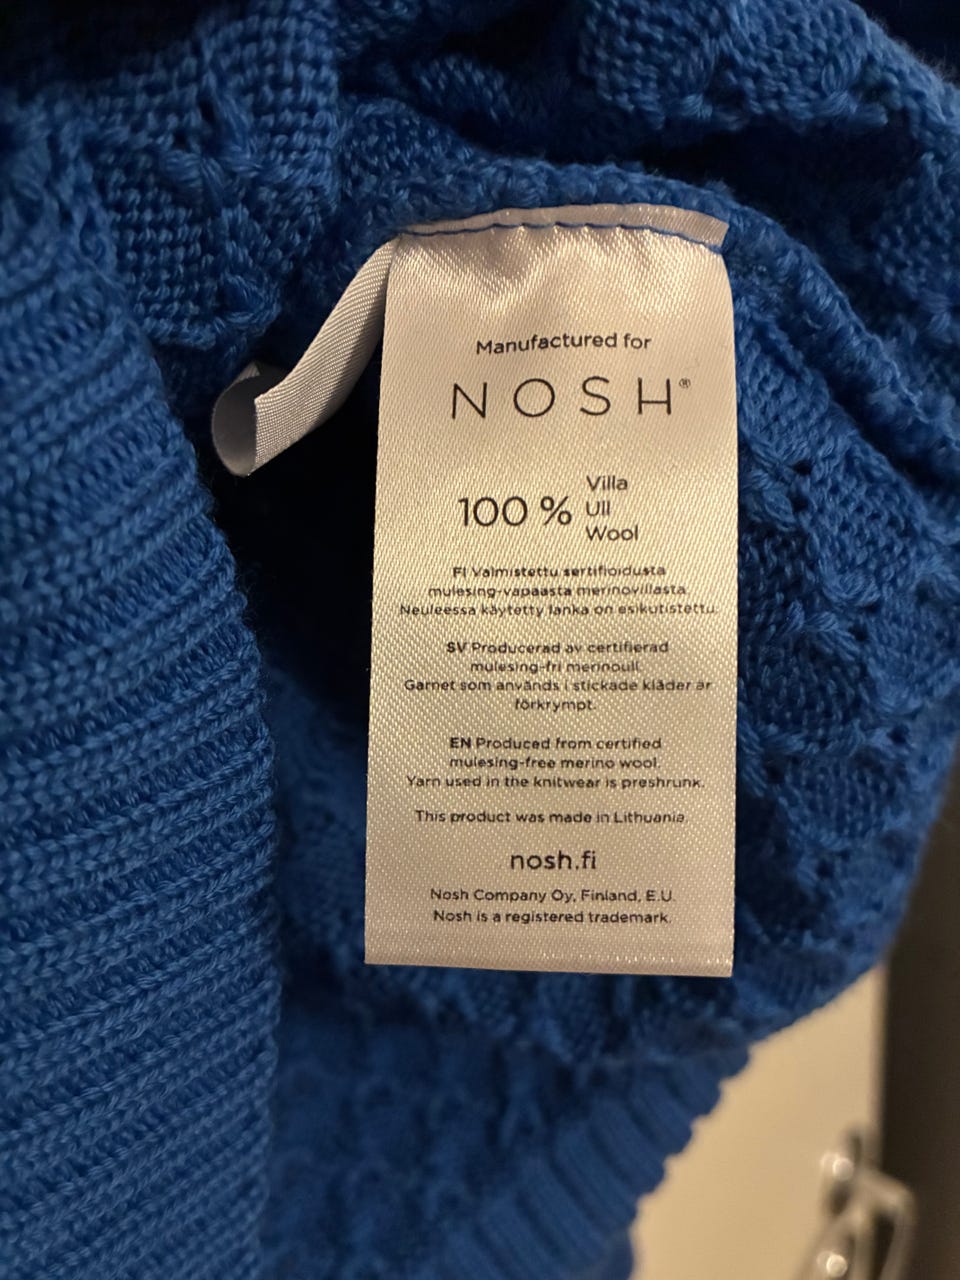 Manufactured for
NOSH®
100 % Villa
Ull
Wool
FI Valmistettu sertifioidusta
mulesing-vapaasta merinovillasta.
Neuleessa käytetty lanka on esikutistettu.
SV Producerad av certifierad
mulesing-fri merinoull.
Garnet som används i stickade kläder är
förkrympt.
EN Produced from certified
mulesing-free merino wool.
Yarn used in the knitwear is preshrunk.
This product was made in Lithuania.
nosh.fi
Nosh Company Oy, Finland, E.U.
Nosh is a registered trademark.